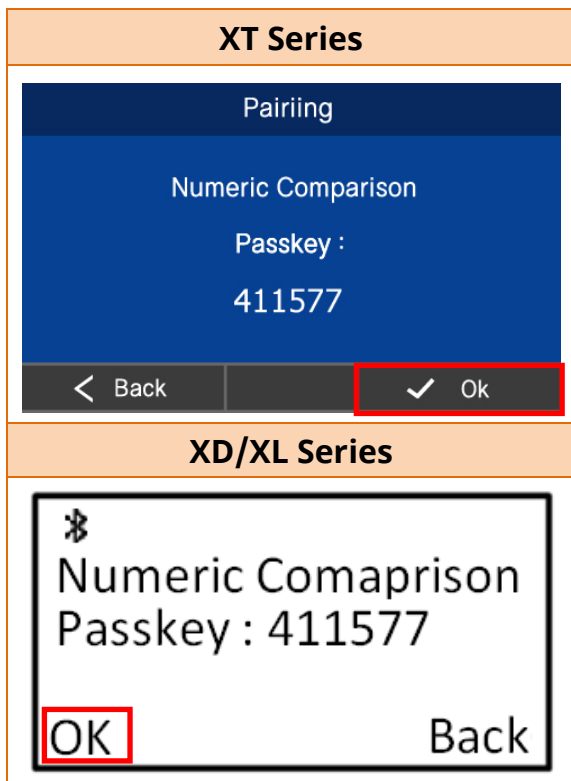 XT Series
Pairiing
Numeric Comparison
Passkey :
411577
Back Ok
XD/XL Series
Numeric Comaprison
Passkey : 411577
OK Back